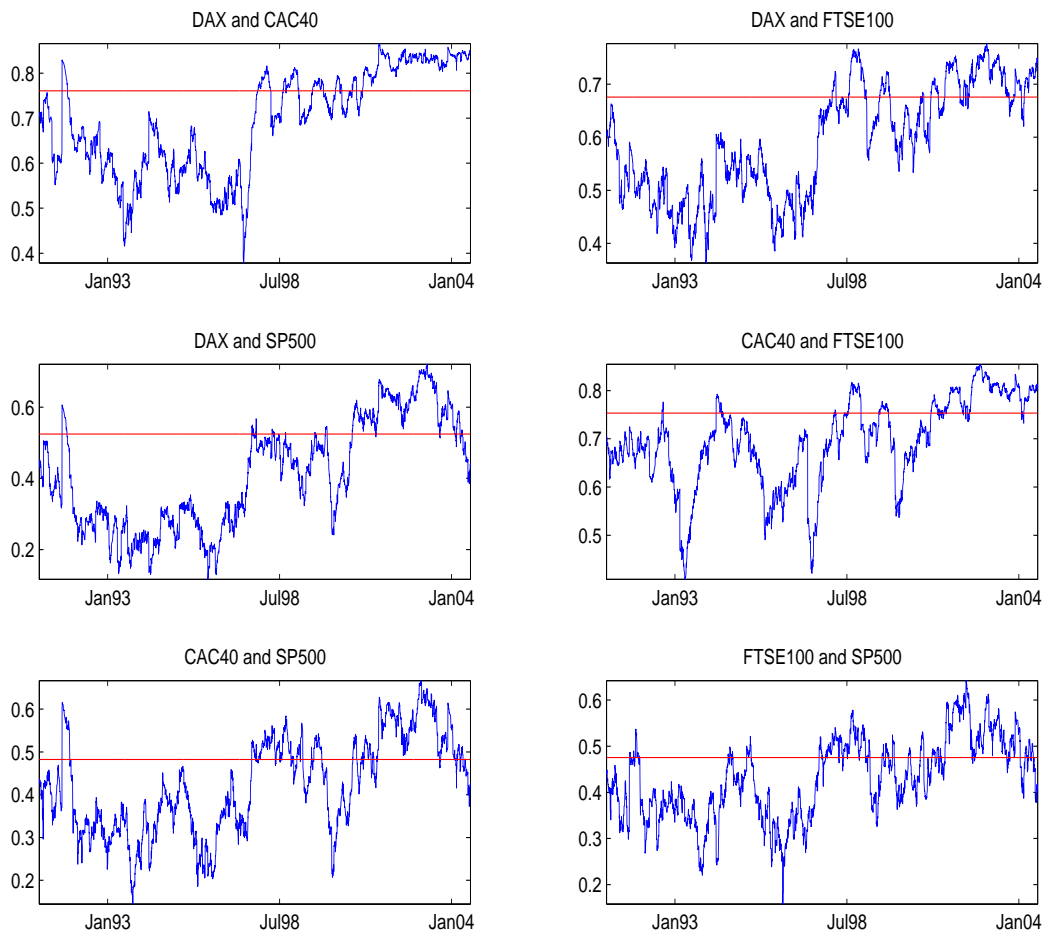 DAX and CAC40
0.8
0.7
0.6
0.5
0.4
Jan93 Jul98 Jan04
DAX and FTSE100
0.7
0.6
0.5
0.4
Jan93 Jul98 Jan04
DAX and SP500
0.6
0.4
0.2
Jan93 Jul98 Jan04
CAC40 and FTSE100
0.8
0.7
0.6
0.5
Jan93 Jul98 Jan04
CAC40 and SP500
0.6
0.5
0.4
0.3
0.2
Jan93 Jul98 Jan04
FTSE100 and SP500
0.6
0.5
0.4
0.3
0.2
Jan93 Jul98 Jan04